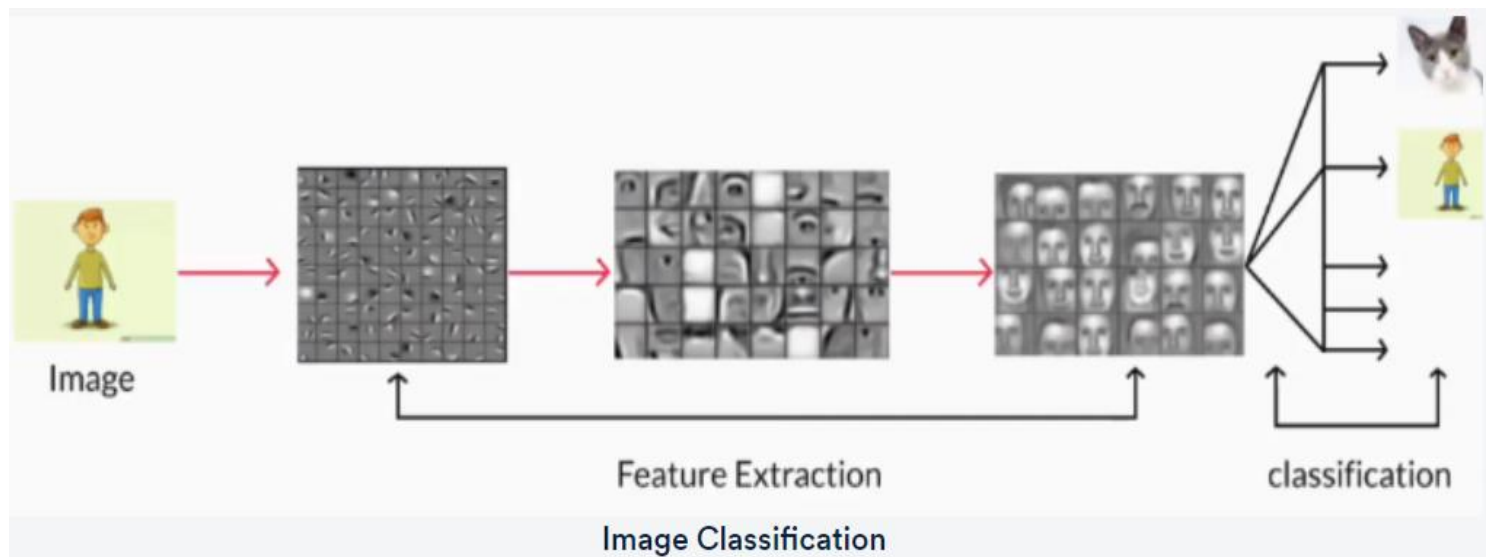 Image
Feature Extraction
classification
Image Classification